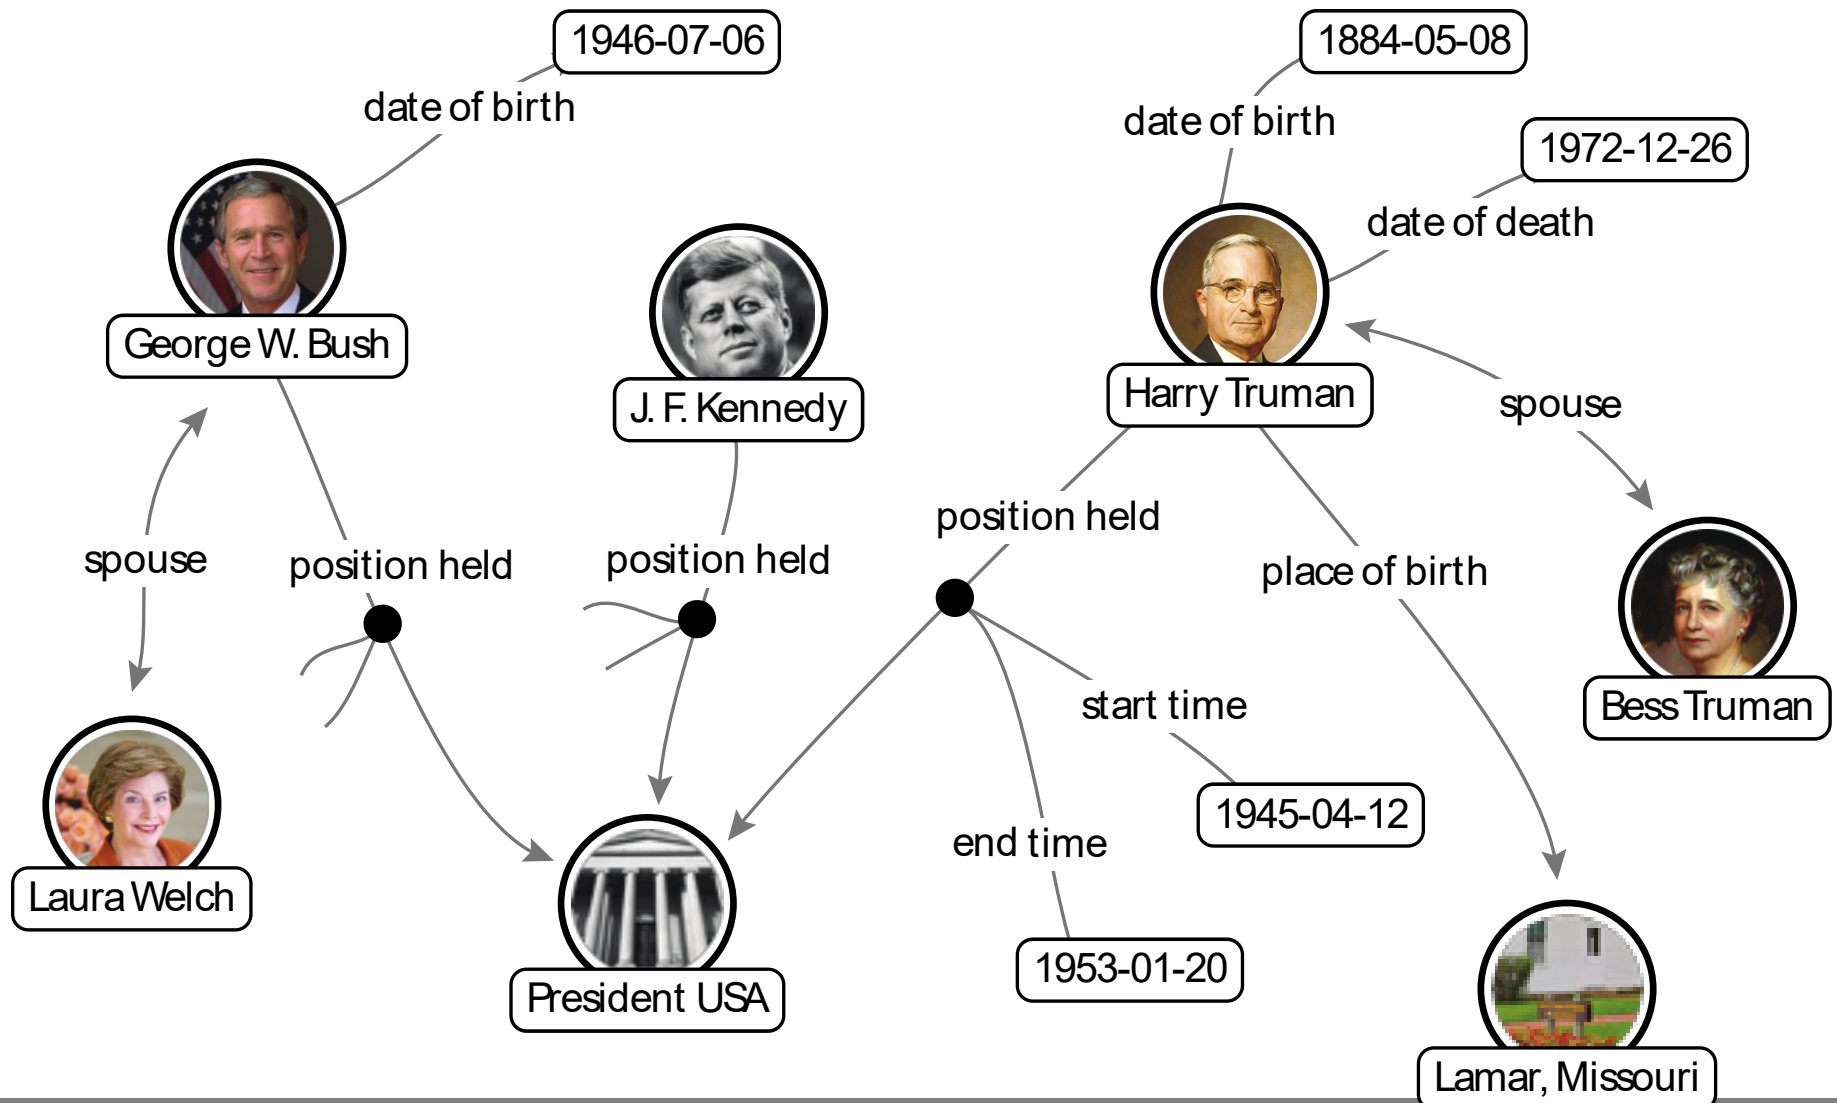 1946-07-06
1884-05-08
date of birth
date of birth
1972-12-26
date of death
George W. Bush
J. F. Kennedy
Harry Truman
spouse
position held
spouse
position held
position held
place of birth
start time
Bess Truman
1945-04-12
end time
Laura Welch
1953-01-20
President USA
Lamar, Missouri